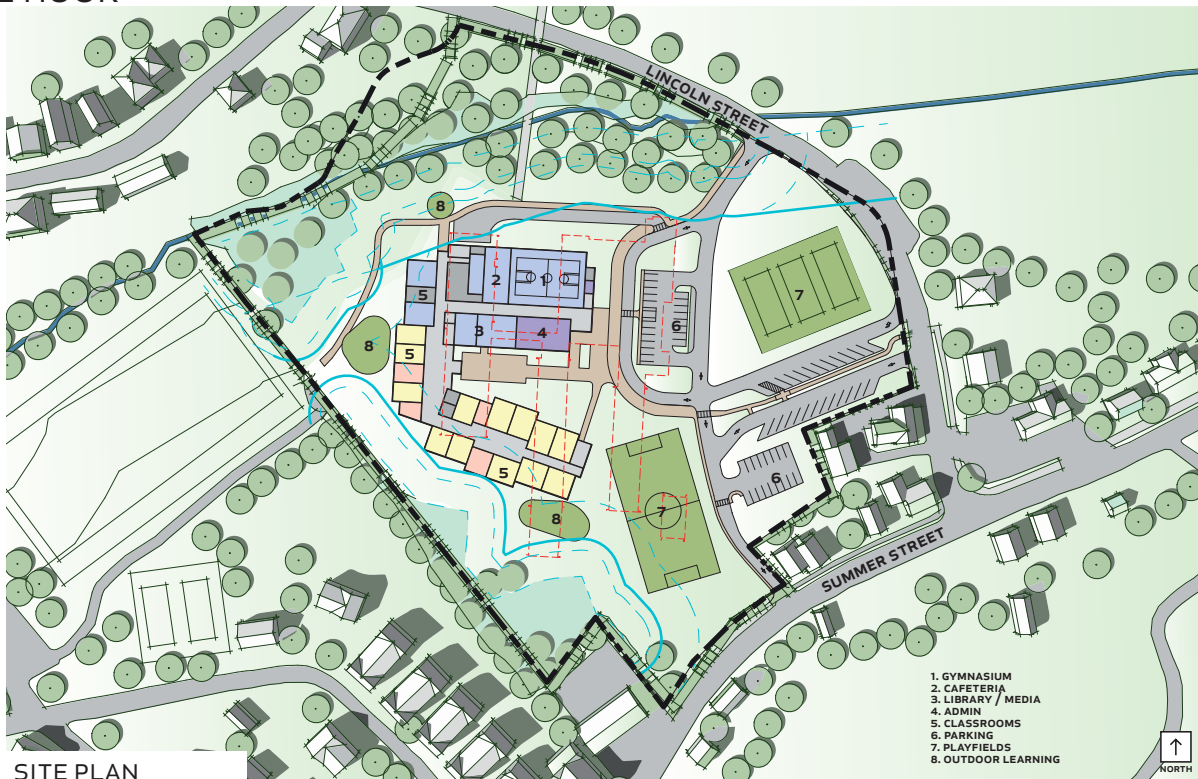 E HOOK
LINCOLN STREET
8
2
1
5
7
3
4
6
8
5
5
6
8
7
SUMMER STREET
1. GYMNASIUM
2. CAFETERIA
3. LIBRARY / MEDIA
4. ADMIN
5. CLASSROOMS
6. PARKING
7. PLAYFIELDS
8. OUTDOOR LEARNING
NORTH
SITE PLAN